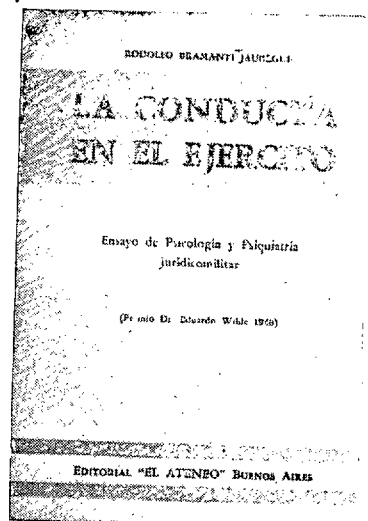 RODOLFO BRAMANTI JAUREGUI
LA CONDUCTA
EN EL EJERCITO
Ensayo de Psicología y Psiquiatría
jurídicomilitar
(Premio Dr. Eduardo Wilde 1960)
EDITORIAL "EL ATENEO" BUENOS AIRES